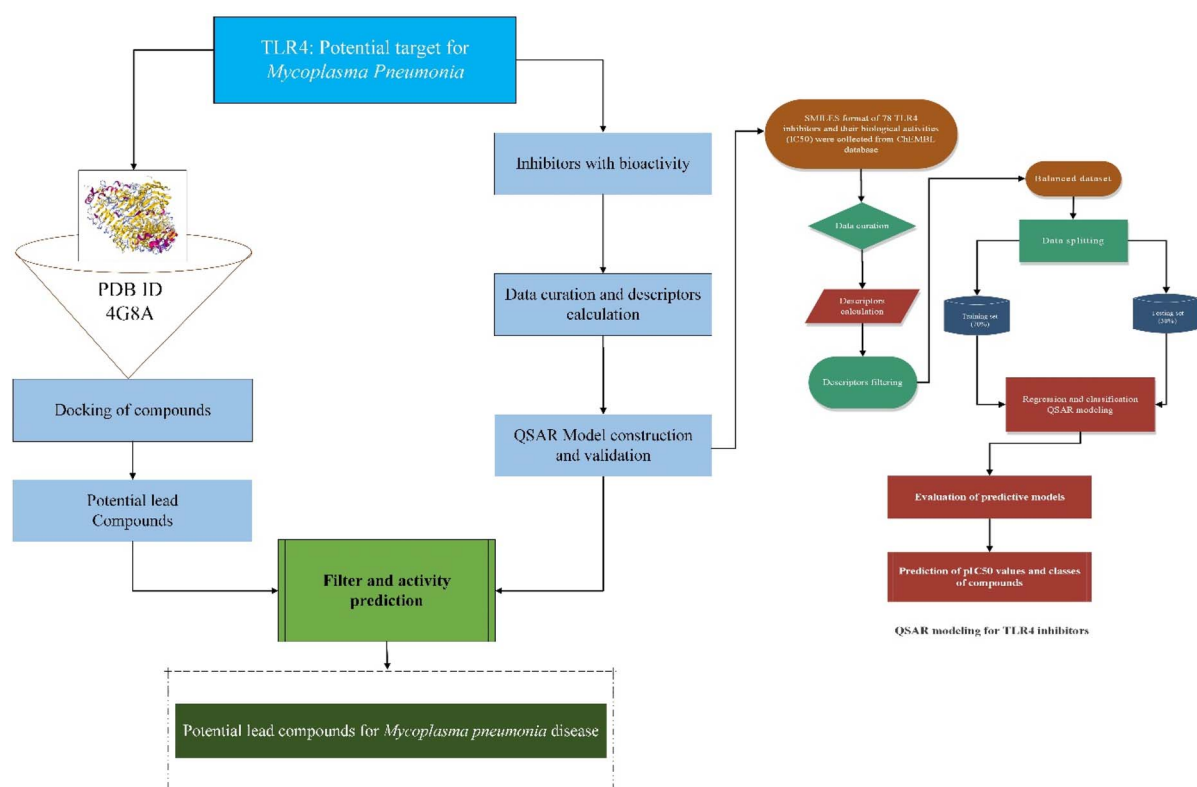 TLR4: Potential target for
Mycoplasma Pneumonia
PDB ID
4G8A
Docking of compounds
Potential lead
Compounds
Inhibitors with bioactivity
Data curation and descriptors
calculation
QSAR Model construction
and validation
Filter and activity
prediction
Potential lead compounds for Mycoplasma pneumonia disease
SMILES format of 78 TLR4
inhibitors and their biological activities
(IC50) were collected from ChEMBL
database
Data curation
Descriptors
calculation
Descriptors filtering
Balanced dataset
Data splitting
Training set
(70%)
Testing set
(30%)
Regression and classification
QSAR modeling
Evaluation of predictive models
Prediction of pIC50 values and classes
of compounds
QSAR modeling for TLR4 inhibitors